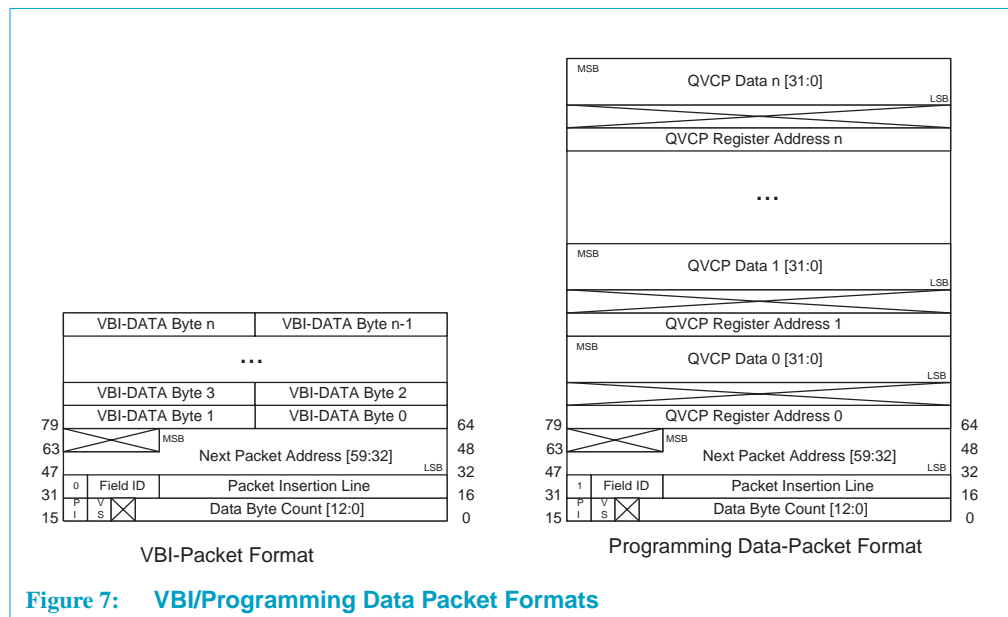 MSB
QVCP Data n [31:0]
LSB
QVCP Register Address n
...
MSB
QVCP Data 1 [31:0]
LSB
QVCP Register Address 1
MSB
QVCP Data 0 [31:0]
LSB
QVCP Register Address 0
79 64
MSB
63 48
Next Packet Address [59:32]
LSB
47 32
1 Field ID Packet Insertion Line
31 16
P I V S Data Byte Count [12:0]
15 0
Programming Data-Packet Format
VBI-DATA Byte n VBI-DATA Byte n-1
...
VBI-DATA Byte 3 VBI-DATA Byte 2
VBI-DATA Byte 1 VBI-DATA Byte 0
79 64
MSB
63 48
Next Packet Address [59:32]
LSB
47 32
0 Field ID Packet Insertion Line
31 16
P I V S Data Byte Count [12:0]
15 0
VBI-Packet Format
Figure 7: VBI/Programming Data Packet Formats